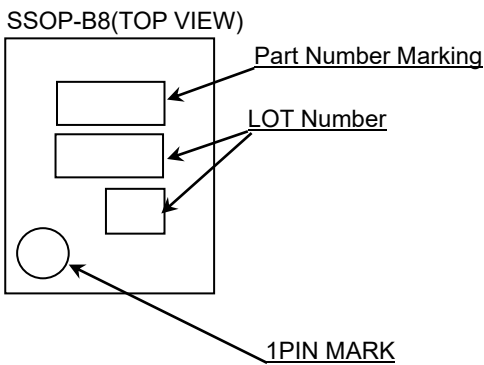 SSOP-B8(TOP VIEW)
Part Number Marking
LOT Number
1PIN MARK